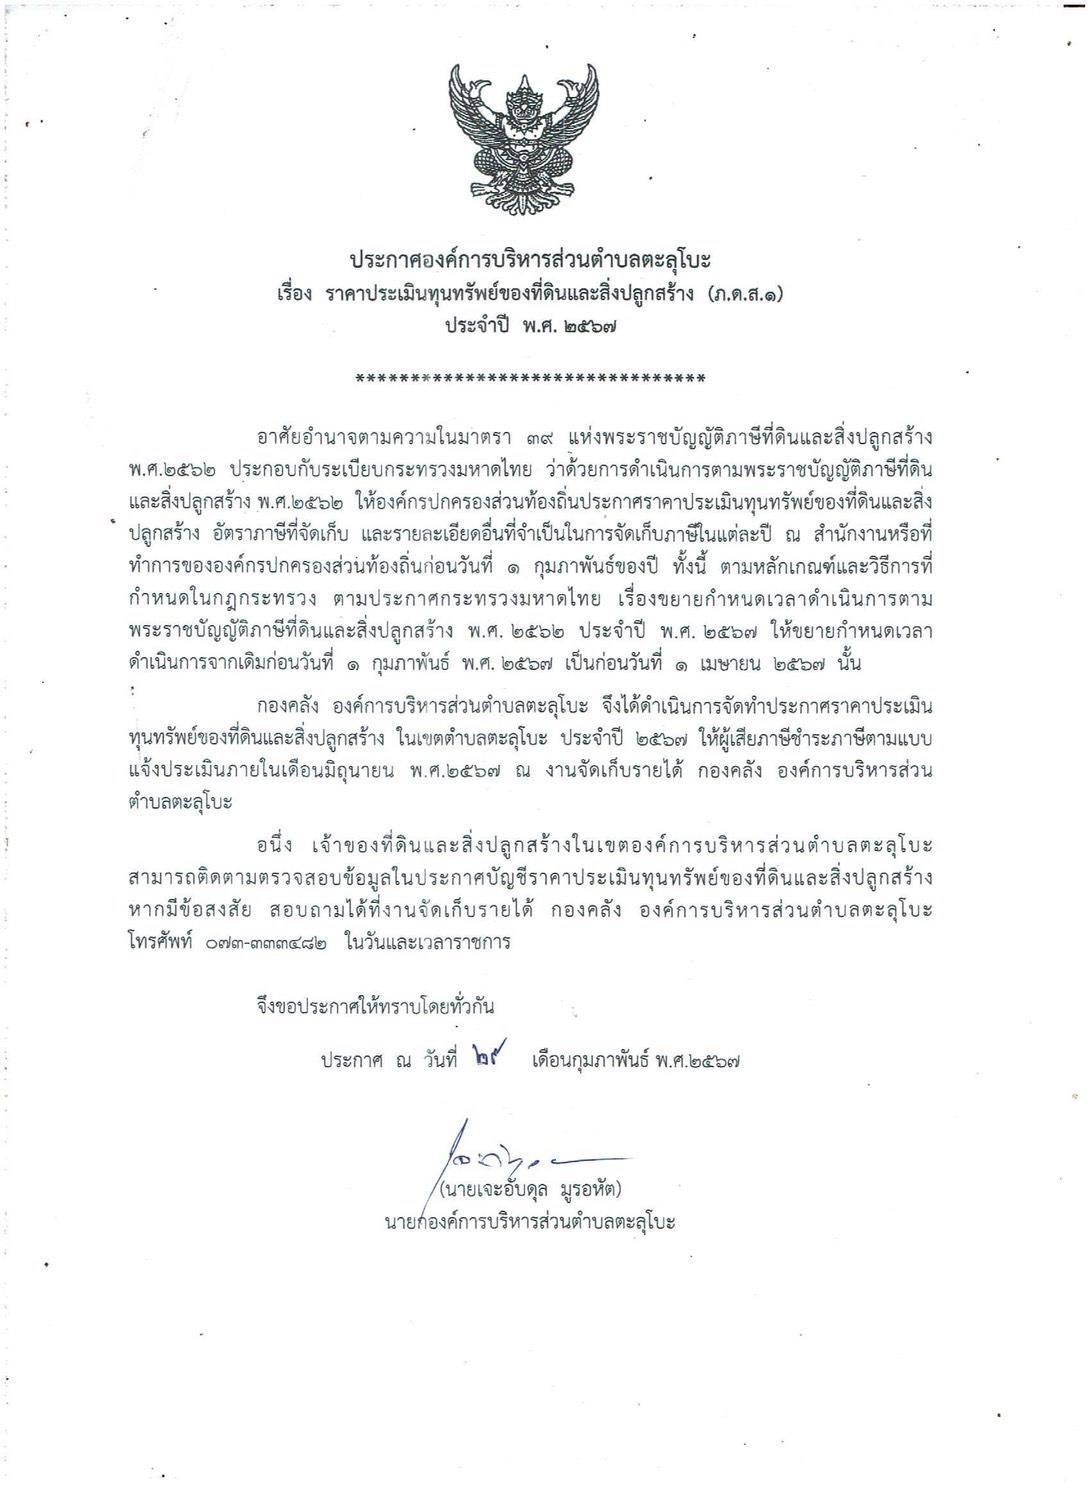 ประกาศองค์การบริหารส่วนตำบลตะลุโบะ
เรื่อง ราคาประเมินทุนทรัพย์ของที่ดินและสิ่งปลูกสร้าง (ภ.ด.ส.๑)
ประจำปี พ.ศ. ๒๕๖๗
********************************
อาศัยอำนาจตามความในมาตรา ๓๙ แห่งพระราชบัญญัติภาษีที่ดินและสิ่งปลูกสร้าง
พ.ศ.๒๕๖๒ ประกอบกับระเบียบกระทรวงมหาดไทย ว่าด้วยการดำเนินการตามพระราชบัญญัติภาษีที่ดิน
และสิ่งปลูกสร้าง พ.ศ.๒๕๖๒ ให้องค์กรปกครองส่วนท้องถิ่นประกาศราคาประเมินทุนทรัพย์ของที่ดินและสิ่ง
ปลูกสร้าง อัตราภาษีที่จัดเก็บ และรายละเอียดอื่นที่จำเป็นในการจัดเก็บภาษีในแต่ละปี ณ สำนักงานหรือที่
ทำการขององค์กรปกครองส่วนท้องถิ่นก่อนวันที่ ๑ กุมภาพันธ์ของปี ทั้งนี้ ตามหลักเกณฑ์และวิธีการที่
กำหนดในกฎกระทรวง ตามประกาศกระทรวงมหาดไทย เรื่องขยายกำหนดเวลาดำเนินการตาม
พระราชบัญญัติภาษีที่ดินและสิ่งปลูกสร้าง พ.ศ. ๒๕๖๒ ประจำปี พ.ศ. ๒๕๖๗ ให้ขยายกำหนดเวลา
ดำเนินการจากเดิมก่อนวันที่ ๑ กุมภาพันธ์ พ.ศ. ๒๕๖๗ เป็นก่อนวันที่ ๑ เมษายน ๒๕๖๗ นั้น
กองคลัง องค์การบริหารส่วนตำบลตะลุโบะ จึงได้ดำเนินการจัดทำประกาศราคาประเมิน
ทุนทรัพย์ของที่ดินและสิ่งปลูกสร้าง ในเขตตำบลตะลุโบะ ประจำปี ๒๕๖๗ ให้ผู้เสียภาษีชำระภาษีตามแบบ
แจ้งประเมินภายในเดือนมิถุนายน พ.ศ.๒๕๖๗ ณ งานจัดเก็บรายได้ กองคลัง องค์การบริหารส่วน
ตำบลตะลุโบะ
อนึ่ง เจ้าของที่ดินและสิ่งปลูกสร้างในเขตองค์การบริหารส่วนตำบลตะลุโบะ
สามารถติดตามตรวจสอบข้อมูลในประกาศบัญชีราคาประเมินทุนทรัพย์ของที่ดินและสิ่งปลูกสร้าง
หากมีข้อสงสัย สอบถามได้ที่งานจัดเก็บรายได้ กองคลัง องค์การบริหารส่วนตำบลตะลุโบะ
โทรศัพท์ ๐๗๓-๓๓๓๔๘๒ ในวันและเวลาราชการ
จึงขอประกาศให้ทราบโดยทั่วกัน
ประกาศ ณ วันที่ ๒๙ เดือนกุมภาพันธ์ พ.ศ.๒๕๖๗
(นายเจะอับดุล มูรอหัต)
นายกองค์การบริหารส่วนตำบลตะลุโบะ